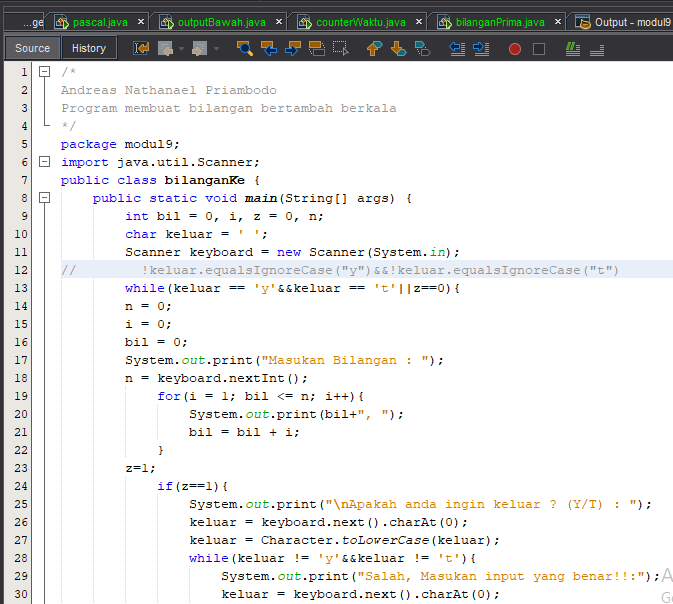 ...ge pascal.java × outputBawah.java × counterWaktu.java × bilanganPrima.java × Output - modul9
Source History
1 /*
2 Andreas Nathanael Priambodo
3 Program membuat bilangan bertambah berkala
4 */
5 package modul9;
6 import java.util.Scanner;
7 public class bilanganKe {
8 public static void main(String[] args) {
9 int bil = 0, i, z = 0, n;
10 char keluar = ' ';
11 Scanner keyboard = new Scanner(System.in);
12 // !keluar.equalsIgnoreCase("y")&&!keluar.equalsIgnoreCase("t")
13 while(keluar == 'y'&&keluar == 't'||z==0){
14 n = 0;
15 i = 0;
16 bil = 0;
17 System.out.print("Masukan Bilangan : ");
18 n = keyboard.nextInt();
19 for(i = 1; bil <= n; i++){
20 System.out.print(bil+", ");
21 bil = bil + i;
22 }
23 z=1;
24 if(z==1){
25 System.out.print("\nApakah anda ingin keluar ? (Y/T) : ");
26 keluar = keyboard.next().charAt(0);
27 keluar = Character.toLowerCase(keluar);
28 while(keluar != 'y'&&keluar != 't'){
29 System.out.print("Salah, Masukan input yang benar!!:");
30 keluar = keyboard.next().charAt(0);